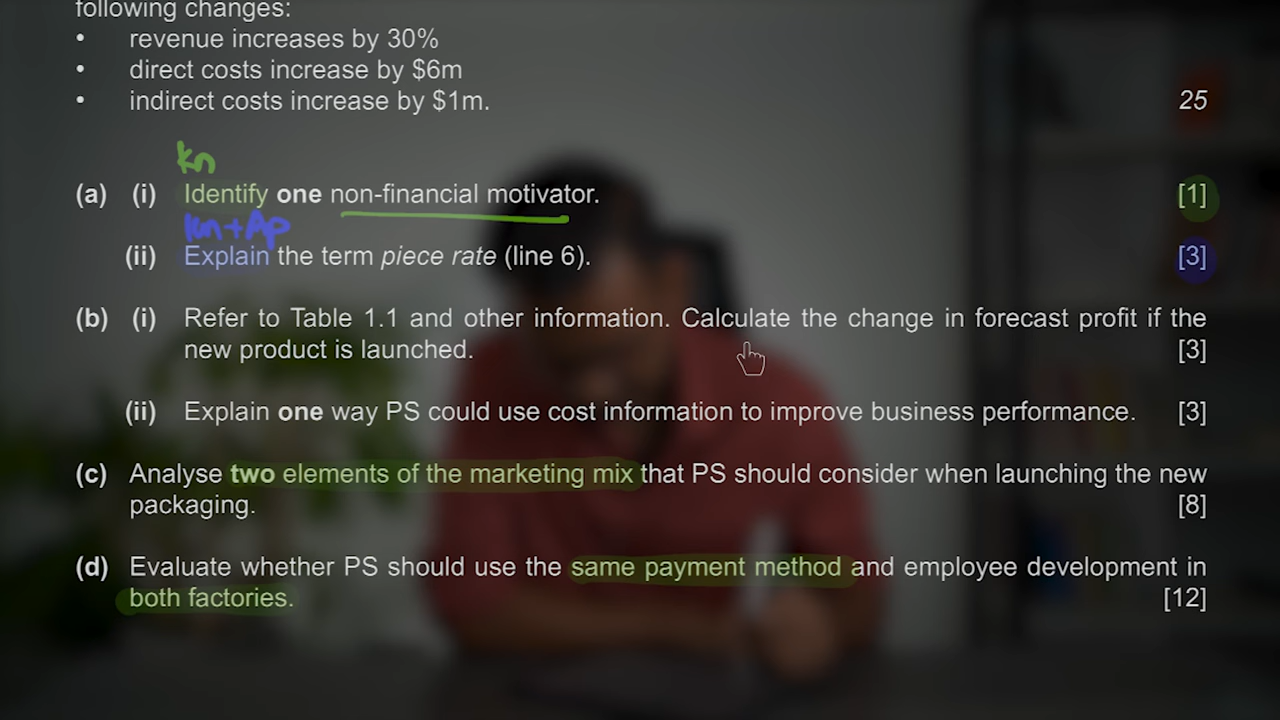 following changes:
• revenue increases by 30%
• direct costs increase by $6m
• indirect costs increase by $1m. 25
kn
(a) (i) Identify one non-financial motivator. [1]
kn+Ap
(ii) Explain the term piece rate (line 6). [3]
(b) (i) Refer to Table 1.1 and other information. Calculate the change in forecast profit if the
new product is launched. [3]
(ii) Explain one way PS could use cost information to improve business performance. [3]
(c) Analyse two elements of the marketing mix that PS should consider when launching the new
packaging. [8]
(d) Evaluate whether PS should use the same payment method and employee development in
both factories. [12]